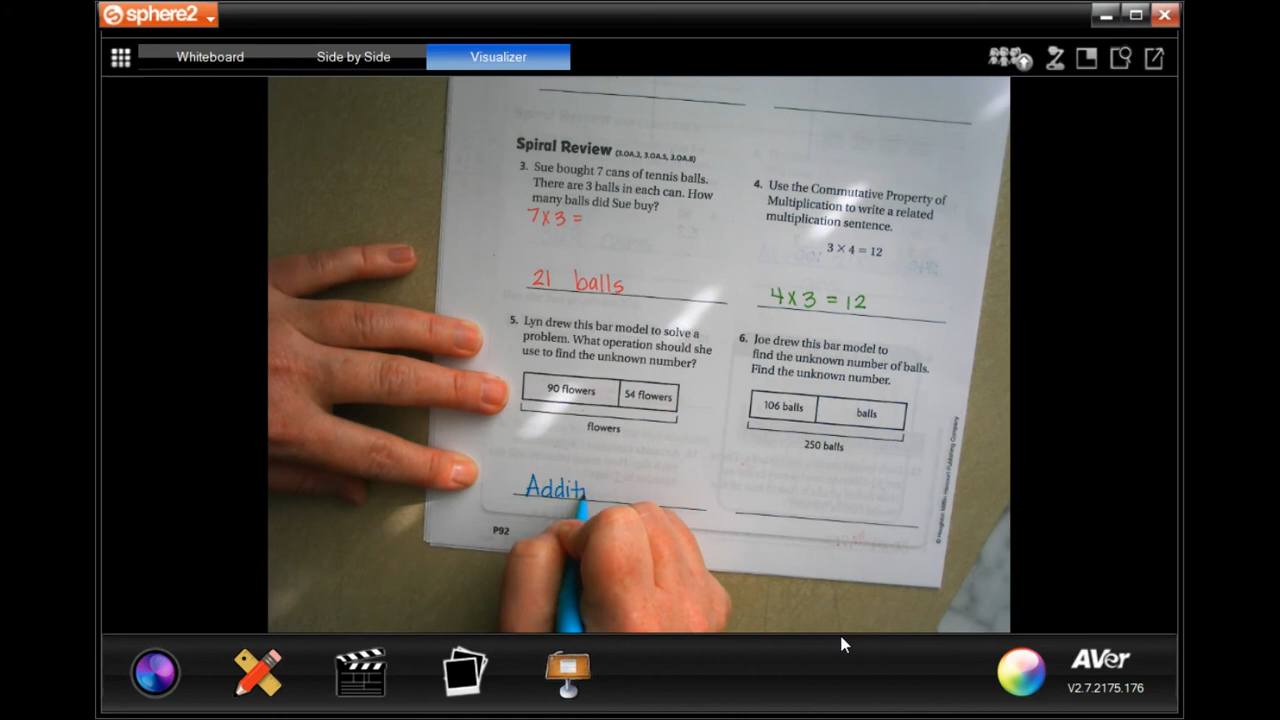 sphere2
Whiteboard Side by Side Visualizer
Spiral Review (3.OA.3, 3.OA.5, 3.OA.8)
3. Sue bought 7 cans of tennis balls.
There are 3 balls in each can. How
many balls did Sue buy?
7x3 =
21 balls
4. Use the Commutative Property of
Multiplication to write a related
multiplication sentence.
3 × 4 = 12
4x3 = 12
5. Lyn drew this bar model to solve a
problem. What operation should she
use to find the unknown number?
90 flowers 54 flowers
flowers
Addit
6. Joe drew this bar model to
find the unknown number of balls.
Find the unknown number.
106 balls balls
250 balls
P92
© Houghton Mifflin Harcourt Publishing Company
AVer
V2.7.2175.176